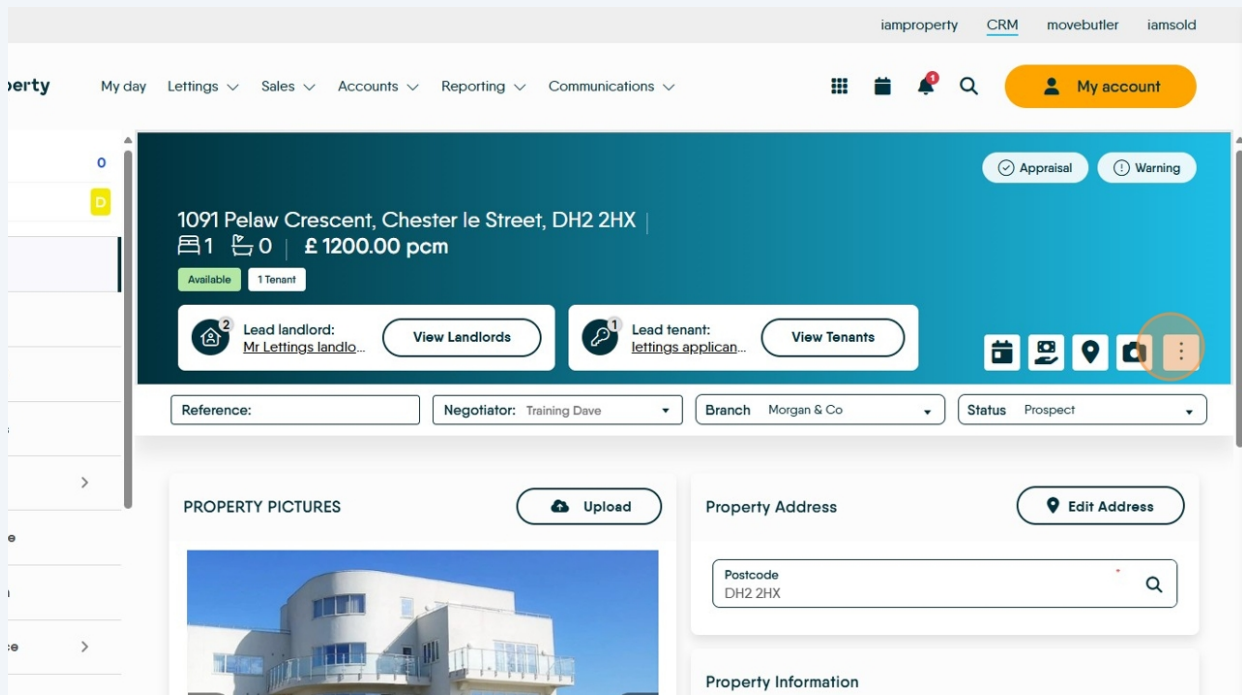 iamproperty CRM movebutler iamsold
perty My day Lettings Sales Accounts Reporting Communications 1 My account
0
D
Appraisal Warning
1091 Pelaw Crescent, Chester le Street, DH2 2HX
1 0 £ 1200.00 pcm
Available 1 Tenant
2 Lead landlord: View Landlords 1 Lead tenant: View Tenants
Mr Lettings landlo... lettings applican...
Reference: Negotiator: Training Dave Branch Morgan & Co Status Prospect
s
PROPERTY PICTURES Upload Property Address Edit Address
e
Postcode
DH2 2HX
ce
Property Information